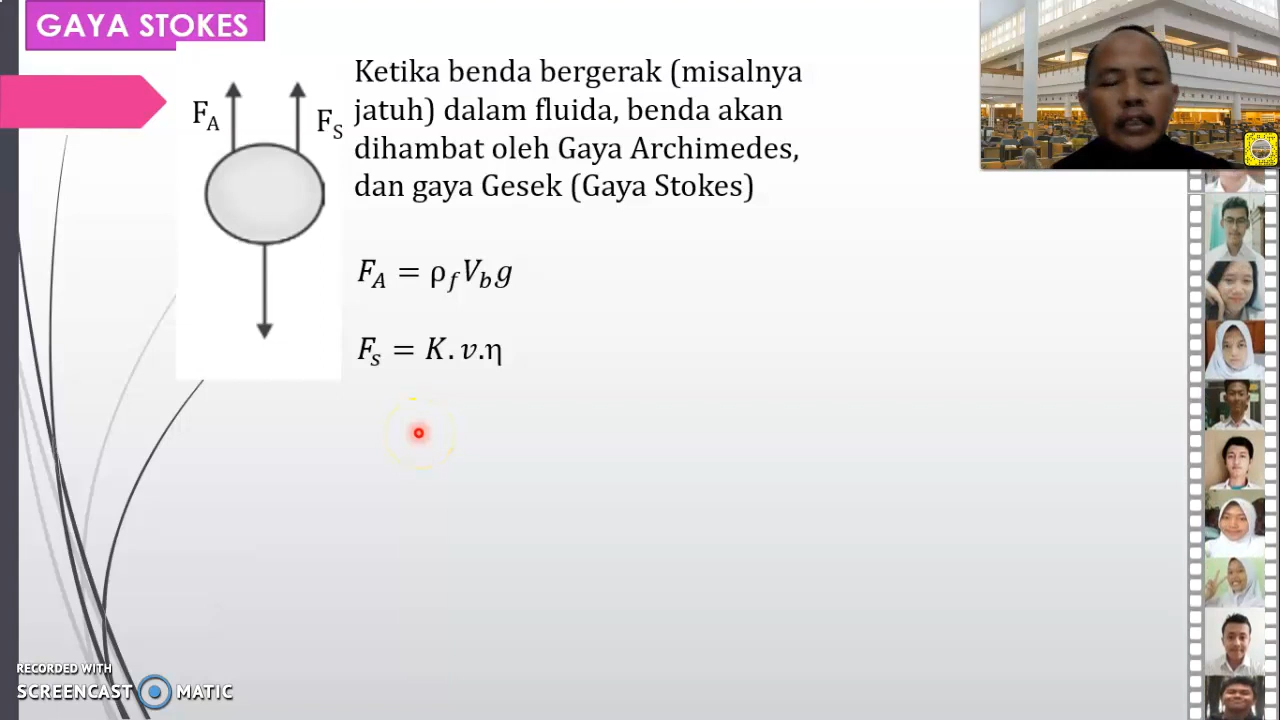 GAYA STOKES
F_A
F_S
Ketika benda bergerak (misalnya
jatuh) dalam fluida, benda akan
dihambat oleh Gaya Archimedes,
dan gaya Gesek (Gaya Stokes)
F_A = ρ_f V_b g
F_s = K. v.η
RECORDED WITH
SCREENCAST MATIC